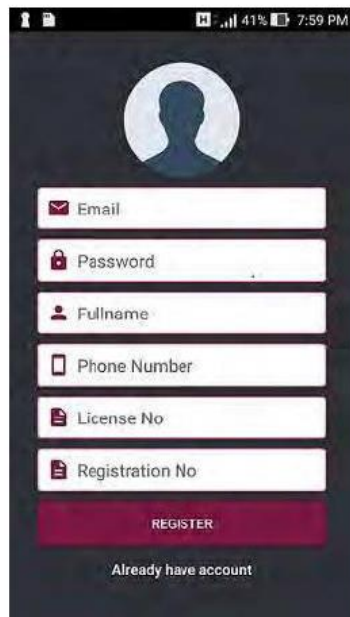 H 41% 7:59 PM
Email
Password
Fullname
Phone Number
License No
Registration No
REGISTER
Already have account